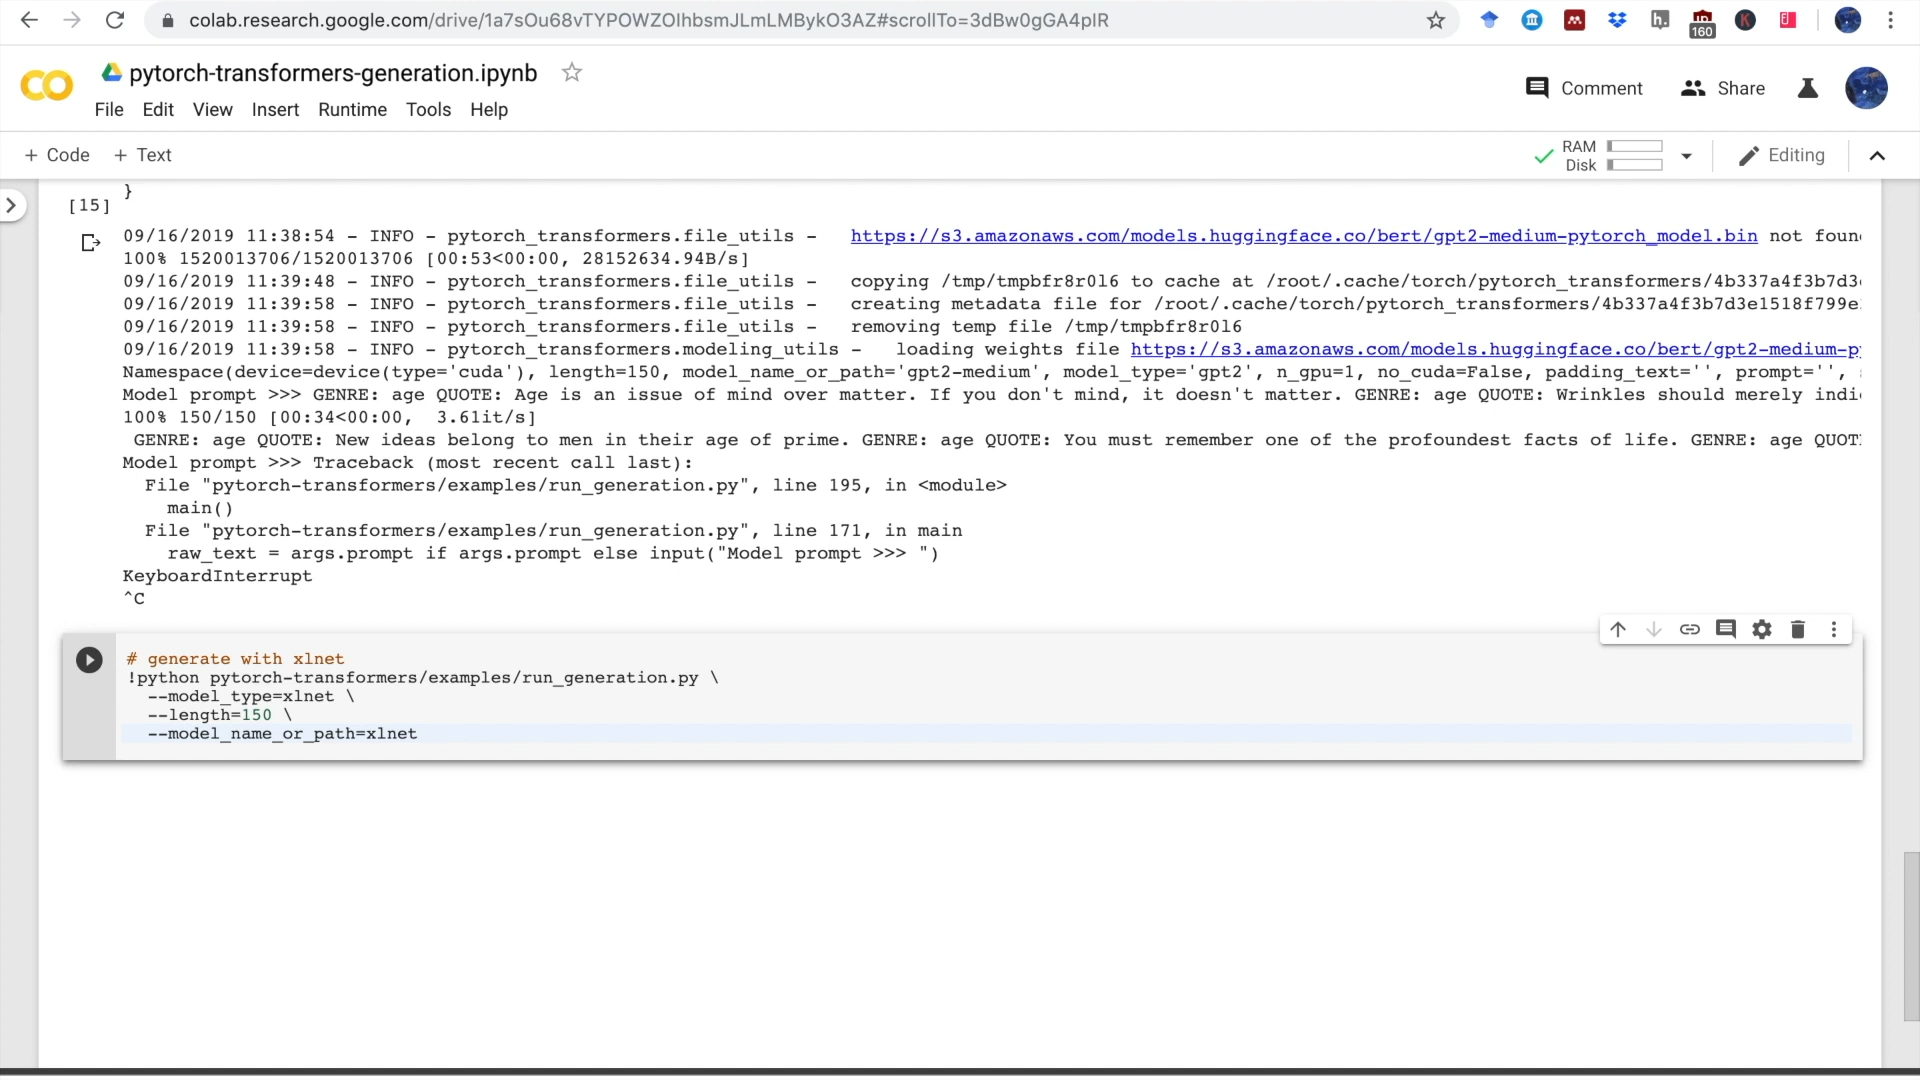 colab.research.google.com/drive/1a7sOu68vTYPOWZOIhbsmJLmLMBykO3AZ#scrollTo=3dBw0gGA4pIR
h.
160
K
pytorch-transformers-generation.ipynb
File Edit View Insert Runtime Tools Help
Comment Share
+ Code + Text
RAM
Disk
Editing
}
[15]
09/16/2019 11:38:54 - INFO - pytorch_transformers.file_utils - https://s3.amazonaws.com/models.huggingface.co/bert/gpt2-medium-pytorch_model.bin not foun
100% 1520013706/1520013706 [00:53<00:00, 28152634.94B/s]
09/16/2019 11:39:48 - INFO - pytorch_transformers.file_utils - copying /tmp/tmpbfr8r0l6 to cache at /root/.cache/torch/pytorch_transformers/4b337a4f3b7d3
09/16/2019 11:39:58 - INFO - pytorch_transformers.file_utils - creating metadata file for /root/.cache/torch/pytorch_transformers/4b337a4f3b7d3e1518f799e
09/16/2019 11:39:58 - INFO - pytorch_transformers.file_utils - removing temp file /tmp/tmpbfr8r0l6
09/16/2019 11:39:58 - INFO - pytorch_transformers.modeling_utils - loading weights file https://s3.amazonaws.com/models.huggingface.co/bert/gpt2-medium-p
Namespace(device=device(type='cuda'), length=150, model_name_or_path='gpt2-medium', model_type='gpt2', n_gpu=1, no_cuda=False, padding_text='', prompt='',
Model prompt >>> GENRE: age QUOTE: Age is an issue of mind over matter. If you don't mind, it doesn't matter. GENRE: age QUOTE: Wrinkles should merely indi
100% 150/150 [00:34<00:00, 3.61it/s]
GENRE: age QUOTE: New ideas belong to men in their age of prime. GENRE: age QUOTE: You must remember one of the profoundest facts of life. GENRE: age QUOT
Model prompt >>> Traceback (most recent call last):
File "pytorch-transformers/examples/run_generation.py", line 195, in <module>
main()
File "pytorch-transformers/examples/run_generation.py", line 171, in main
raw_text = args.prompt if args.prompt else input("Model prompt >>> ")
KeyboardInterrupt
^C
# generate with xlnet
!python pytorch-transformers/examples/run_generation.py \
--model_type=xlnet \
--length=150 \
--model_name_or_path=xlnet